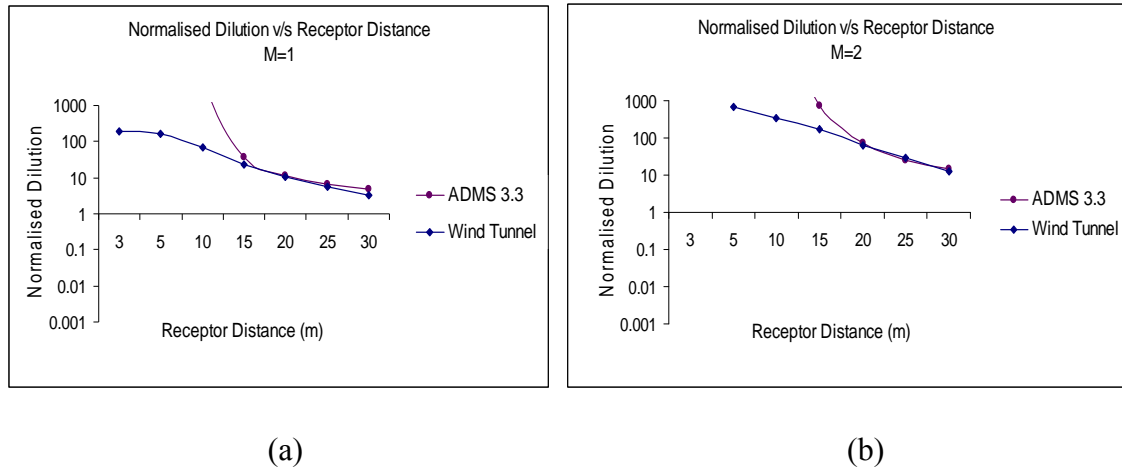 Normalised Dilution v/s Receptor Distance
M=1
Normalised Dilution
1000
100
10
1
0.1
0.01
0.001
3 5 10 15 20 25 30
Receptor Distance (m)
ADMS 3.3
Wind Tunnel
(a)
Normalised Dilution v/s Receptor Distance
M=2
Normalised Dilution
1000
100
10
1
0.1
0.01
0.001
3 5 10 15 20 25 30
Receptor Distance (m)
ADMS 3.3
Wind Tunnel
(b)